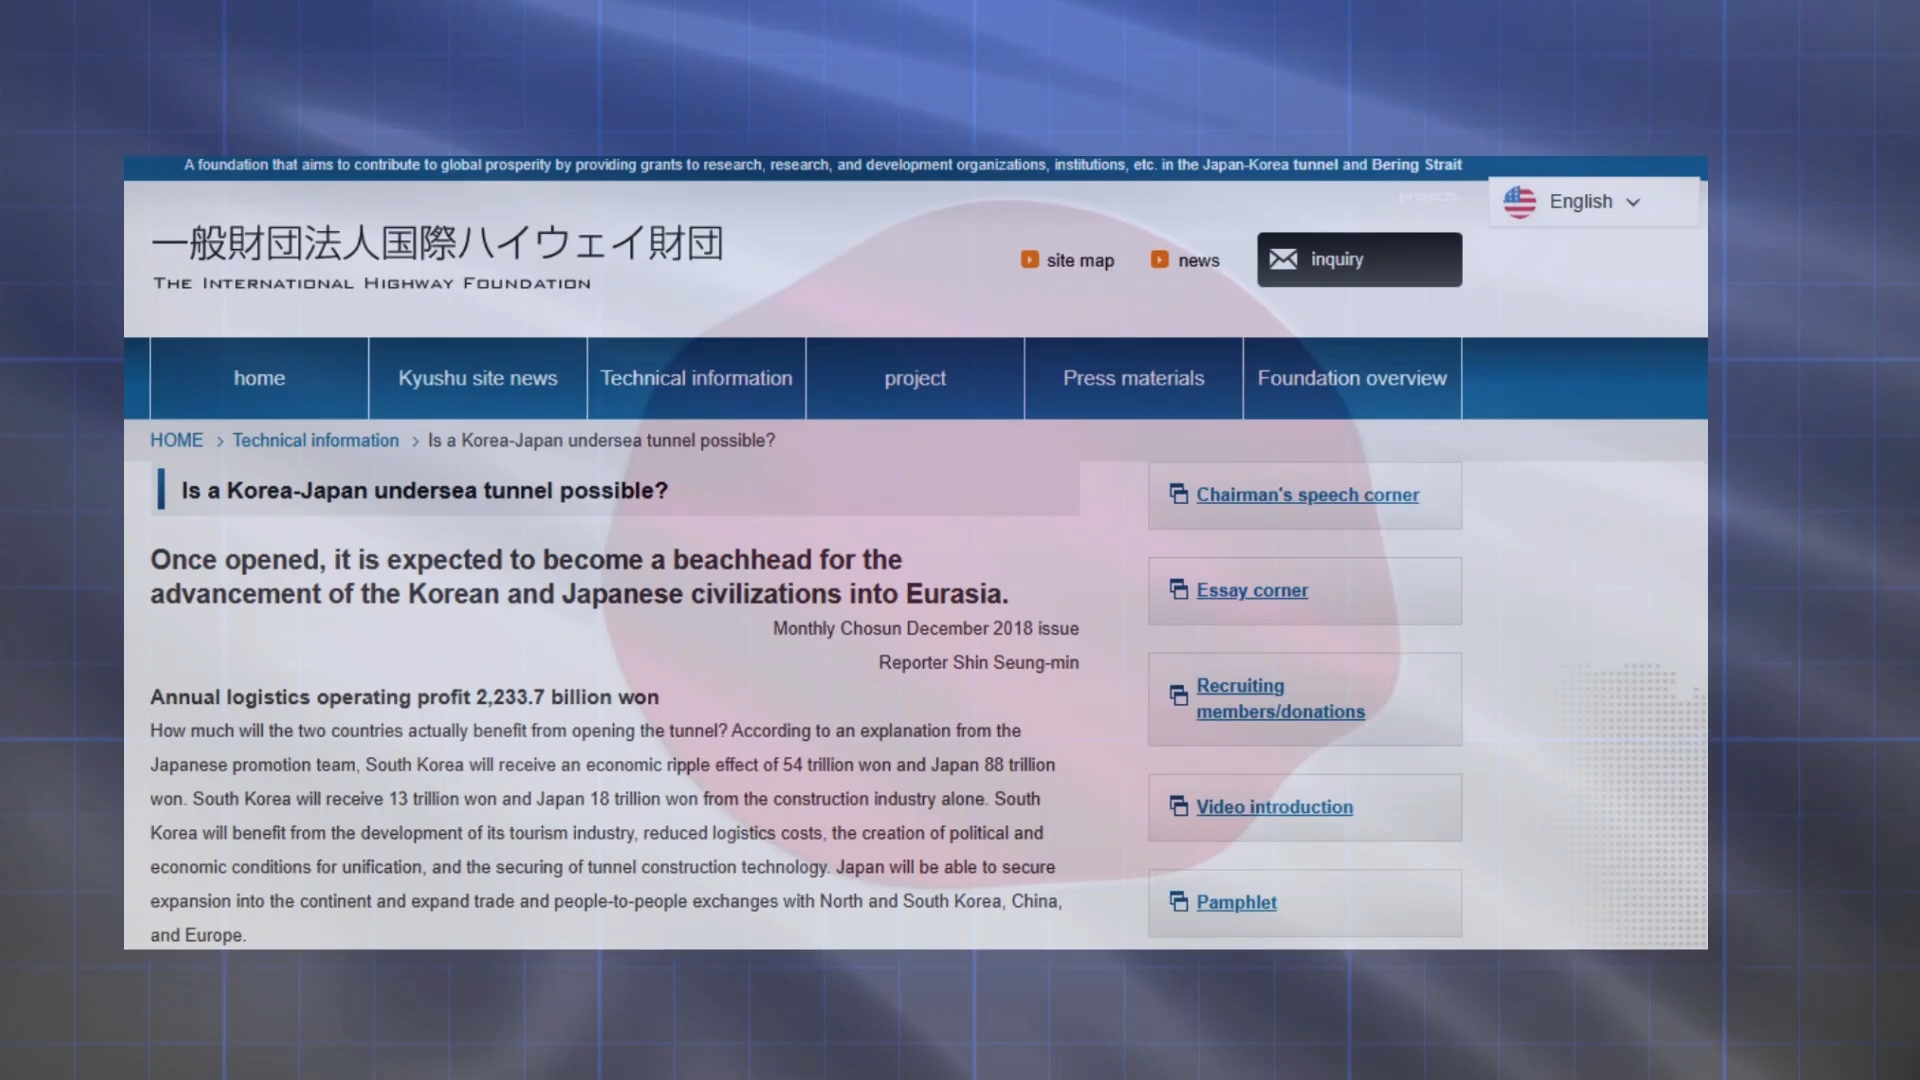 A foundation that aims to contribute to global prosperity by providing grants to research, research, and development organizations, institutions, etc. in the Japan-Korea tunnel and Bering Strait
projects.
English
一般財団法人国際ハイウェイ財団
THE INTERNATIONAL HIGHWAY FOUNDATION
site map
news
inquiry
home
Kyushu site news
Technical information
project
Press materials
Foundation overview
HOME > Technical information > Is a Korea-Japan undersea tunnel possible?
Is a Korea-Japan undersea tunnel possible?
Once opened, it is expected to become a beachhead for the
advancement of the Korean and Japanese civilizations into Eurasia.
Monthly Chosun December 2018 issue
Reporter Shin Seung-min
Annual logistics operating profit 2,233.7 billion won
How much will the two countries actually benefit from opening the tunnel? According to an explanation from the
Japanese promotion team, South Korea will receive an economic ripple effect of 54 trillion won and Japan 88 trillion
won. South Korea will receive 13 trillion won and Japan 18 trillion won from the construction industry alone. South
Korea will benefit from the development of its tourism industry, reduced logistics costs, the creation of political and
economic conditions for unification, and the securing of tunnel construction technology. Japan will be able to secure
expansion into the continent and expand trade and people-to-people exchanges with North and South Korea, China,
and Europe.
Chairman's speech corner
Essay corner
Recruiting
members/donations
Video introduction
Pamphlet